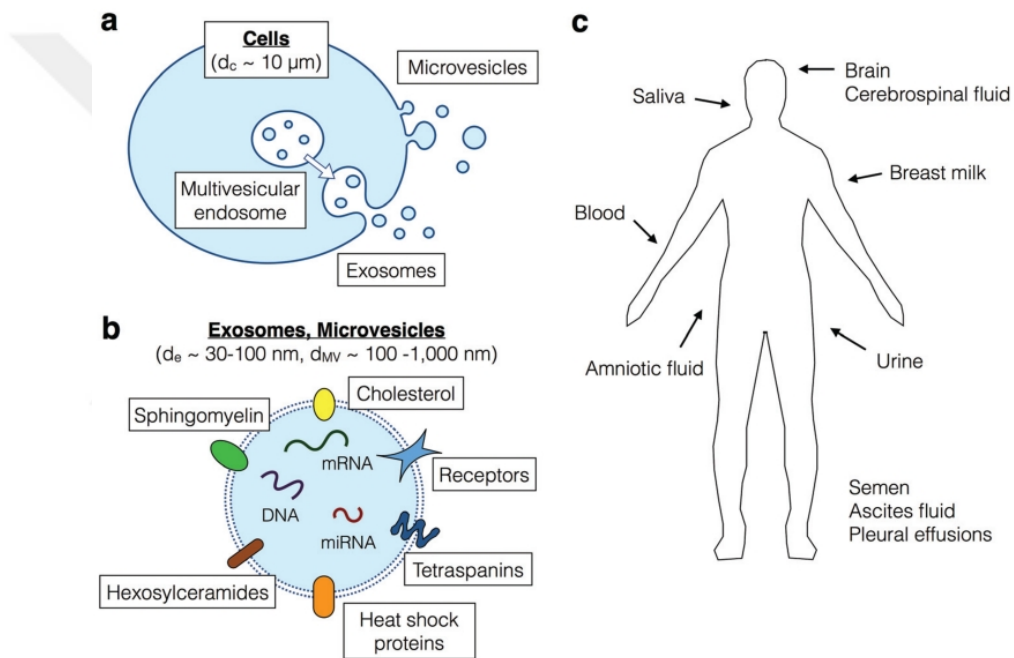 a
Cells
(dc ~ 10 µm)
Microvesicles
Multivesicular
endosome
Exosomes
b
Exosomes, Microvesicles
(de ~ 30-100 nm, dMV ~ 100 -1,000 nm)
Cholesterol
Sphingomyelin
mRNA
Receptors
DNA
miRNA
Tetraspanins
Hexosylceramides
Heat shock
proteins
c
Brain
Cerebrospinal fluid
Saliva
Breast milk
Blood
Amniotic fluid
Urine
Semen
Ascites fluid
Pleural effusions